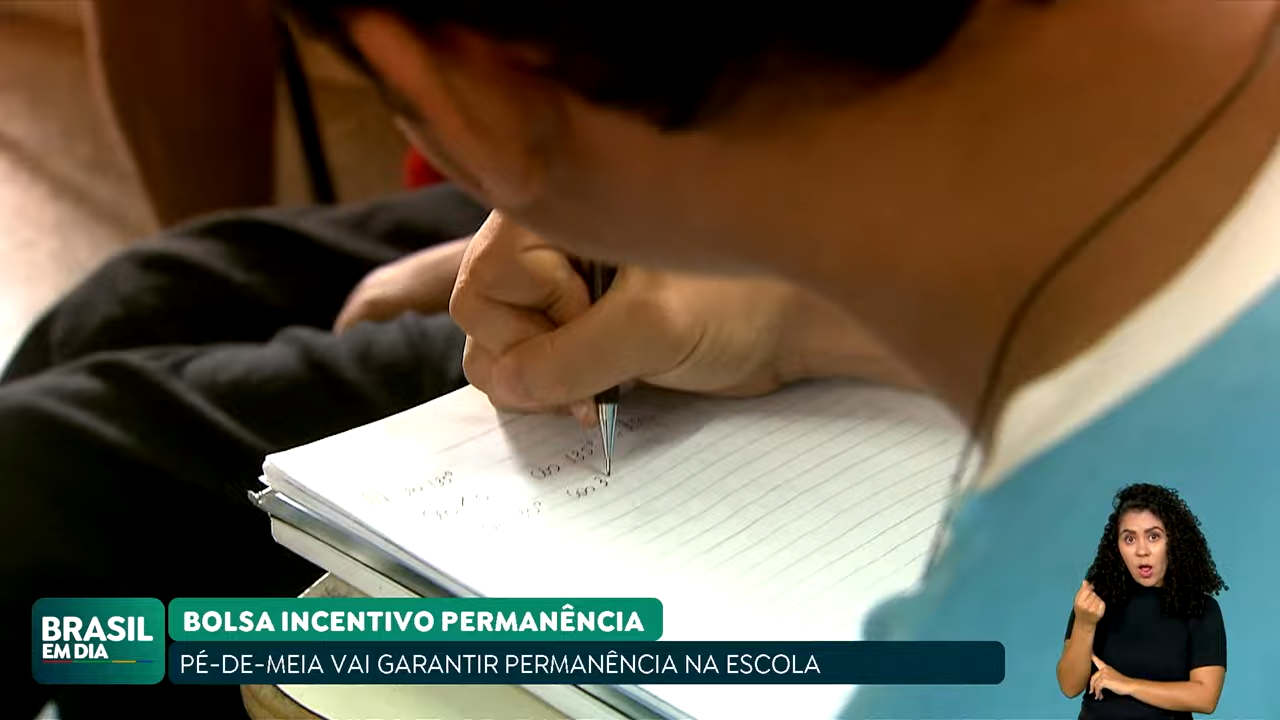 BOLSA INCENTIVO PERMANÊNCIA
BRASIL
EM DIA
PÉ-DE-MEIA VAI GARANTIR PERMANÊNCIA NA ESCOLA